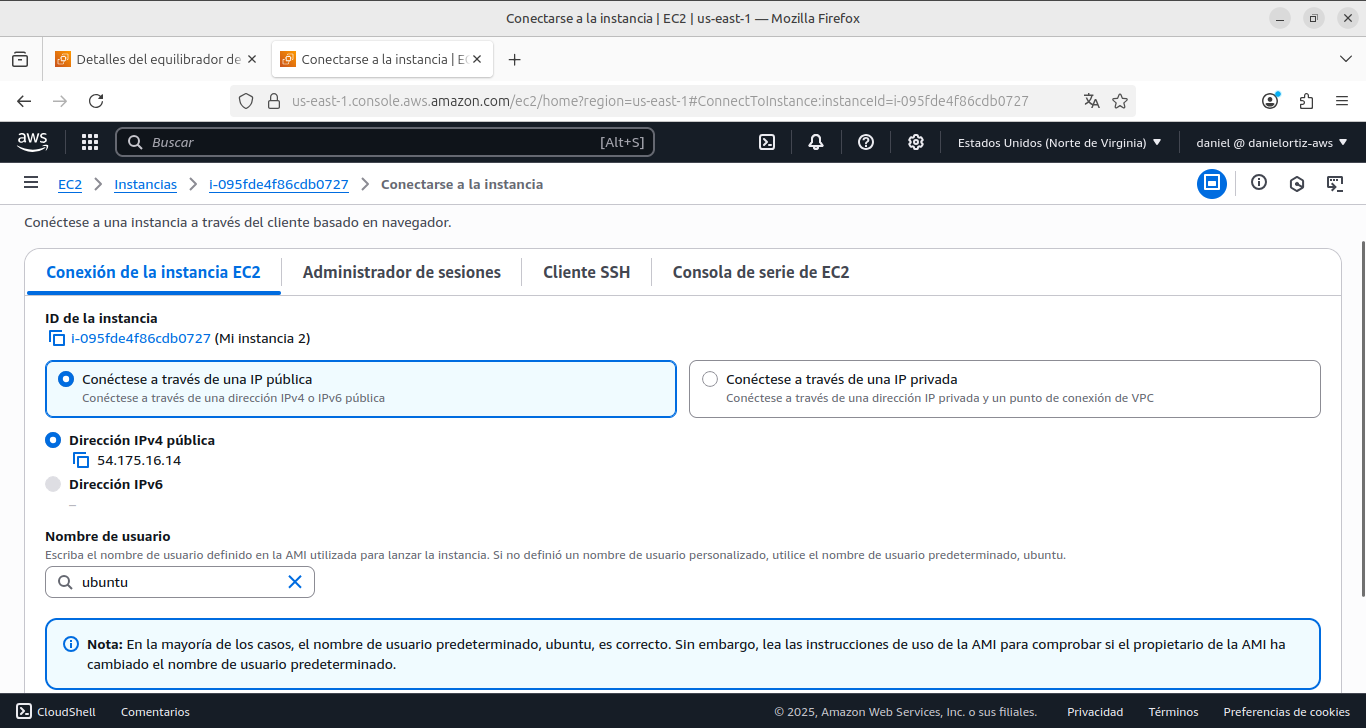 Conectarse a la instancia | EC2 | us-east-1 — Mozilla Firefox
Detalles del equilibrador de
Conectarse a la instancia | EC
us-east-1.console.aws.amazon.com/ec2/home?region=us-east-1#ConnectToInstance:instanceId=i-095fde4f86cdb0727
aws
Buscar
[Alt+S]
Estados Unidos (Norte de Virginia)
daniel @ danielortiz-aws
EC2
Instancias
i-095fde4f86cdb0727
Conectarse a la instancia
Conéctese a una instancia a través del cliente basado en navegador.
Conexión de la instancia EC2
Administrador de sesiones
Cliente SSH
Consola de serie de EC2
ID de la instancia
i-095fde4f86cdb0727 (Mi instancia 2)
Conéctese a través de una IP pública
Conéctese a través de una dirección IPv4 o IPv6 pública
Conéctese a través de una IP privada
Conéctese a través de una dirección IP privada y un punto de conexión de VPC
Dirección IPv4 pública
54.175.16.14
Dirección IPv6
–
Nombre de usuario
Escriba el nombre de usuario definido en la AMI utilizada para lanzar la instancia. Si no definió un nombre de usuario personalizado, utilice el nombre de usuario predeterminado, ubuntu.
ubuntu
Nota: En la mayoría de los casos, el nombre de usuario predeterminado, ubuntu, es correcto. Sin embargo, lea las instrucciones de uso de la AMI para comprobar si el propietario de la AMI ha
cambiado el nombre de usuario predeterminado.
CloudShell
Comentarios
© 2025, Amazon Web Services, Inc. o sus filiales.
Privacidad
Términos
Preferencias de cookies